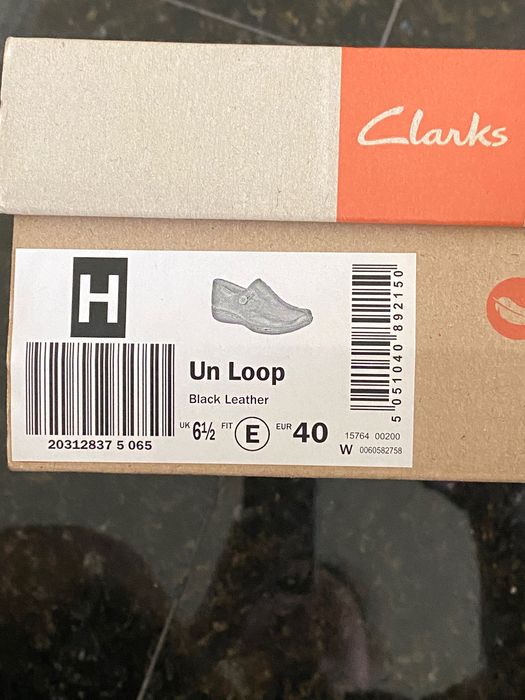 Clarks
H
Un Loop
Black Leather
UK 6½ FIT E EUR 40
20312837 5 065
15764 00200
W 0060582758
5 051040 892150